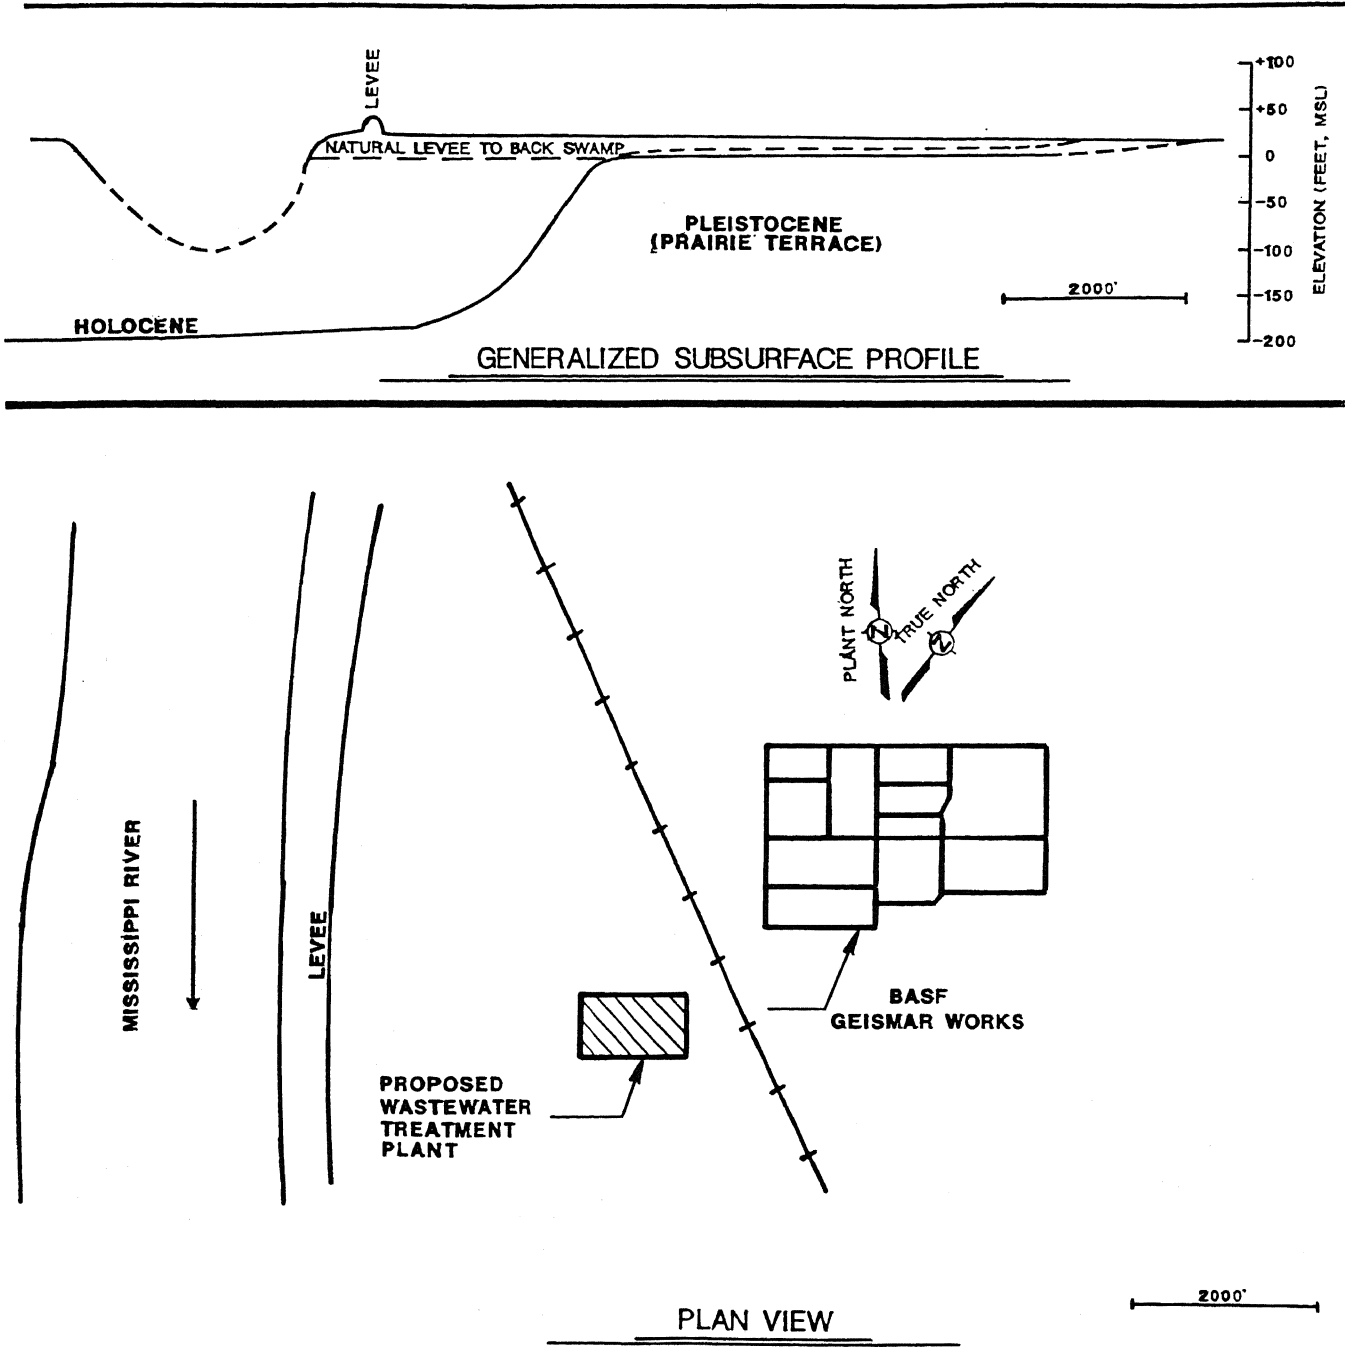 LEVEE
+100
+50
0
-50
-100
-150
-200
ELEVATION (FEET, MSL)
NATURAL LEVEE TO BACK SWAMP
PLEISTOCENE
(PRAIRIE TERRACE)
2000'
HOLOCENE
GENERALIZED SUBSURFACE PROFILE
PLANT NORTH
N
TRUE NORTH
N
MISSISSIPPI RIVER
LEVEE
BASF
GEISMAR WORKS
PROPOSED
WASTEWATER
TREATMENT
PLANT
2000'
PLAN VIEW